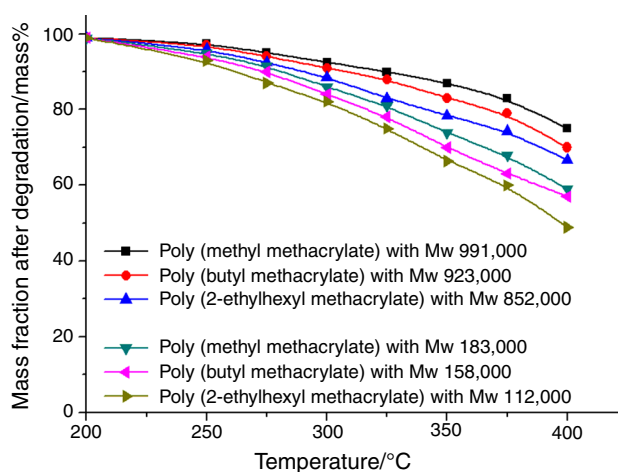 Mass fraction after degradation/mass%
100
80
60
40
20
0
Poly (methyl methacrylate) with Mw 991,000
Poly (butyl methacrylate) with Mw 923,000
Poly (2-ethylhexyl methacrylate) with Mw 852,000
Poly (methyl methacrylate) with Mw 183,000
Poly (butyl methacrylate) with Mw 158,000
Poly (2-ethylhexyl methacrylate) with Mw 112,000
200 250 300 350 400
Temperature/°C